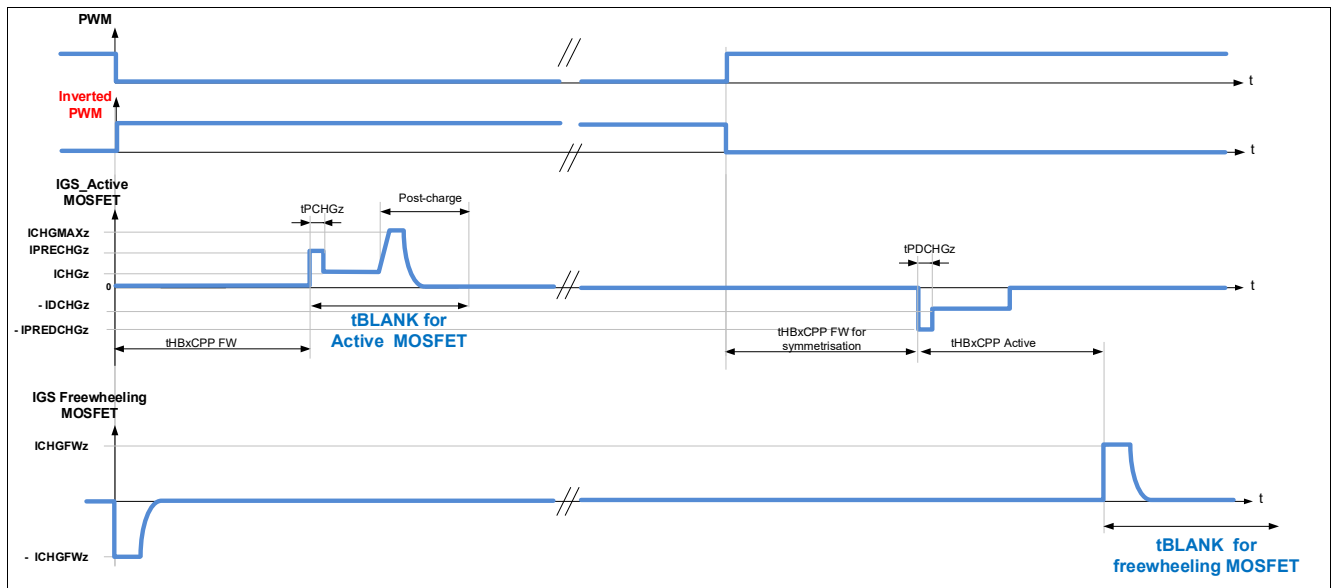 PWM
t
Inverted
PWM
t
IGS_Active
MOSFET
tPCHGz
Post-charge
ICHGMAXz
IPRECHGz
ICHGz
0
- IDCHGz
- IPREDCHGz
tBLANK for
Active MOSFET
tHBxCPP FW
tPDCHGz
t
tHBxCPP FW for
symmetrisation
tHBxCPP Active
IGS Freewheeling
MOSFET
ICHGFWz
t
- ICHGFWz
tBLANK for
freewheeling MOSFET